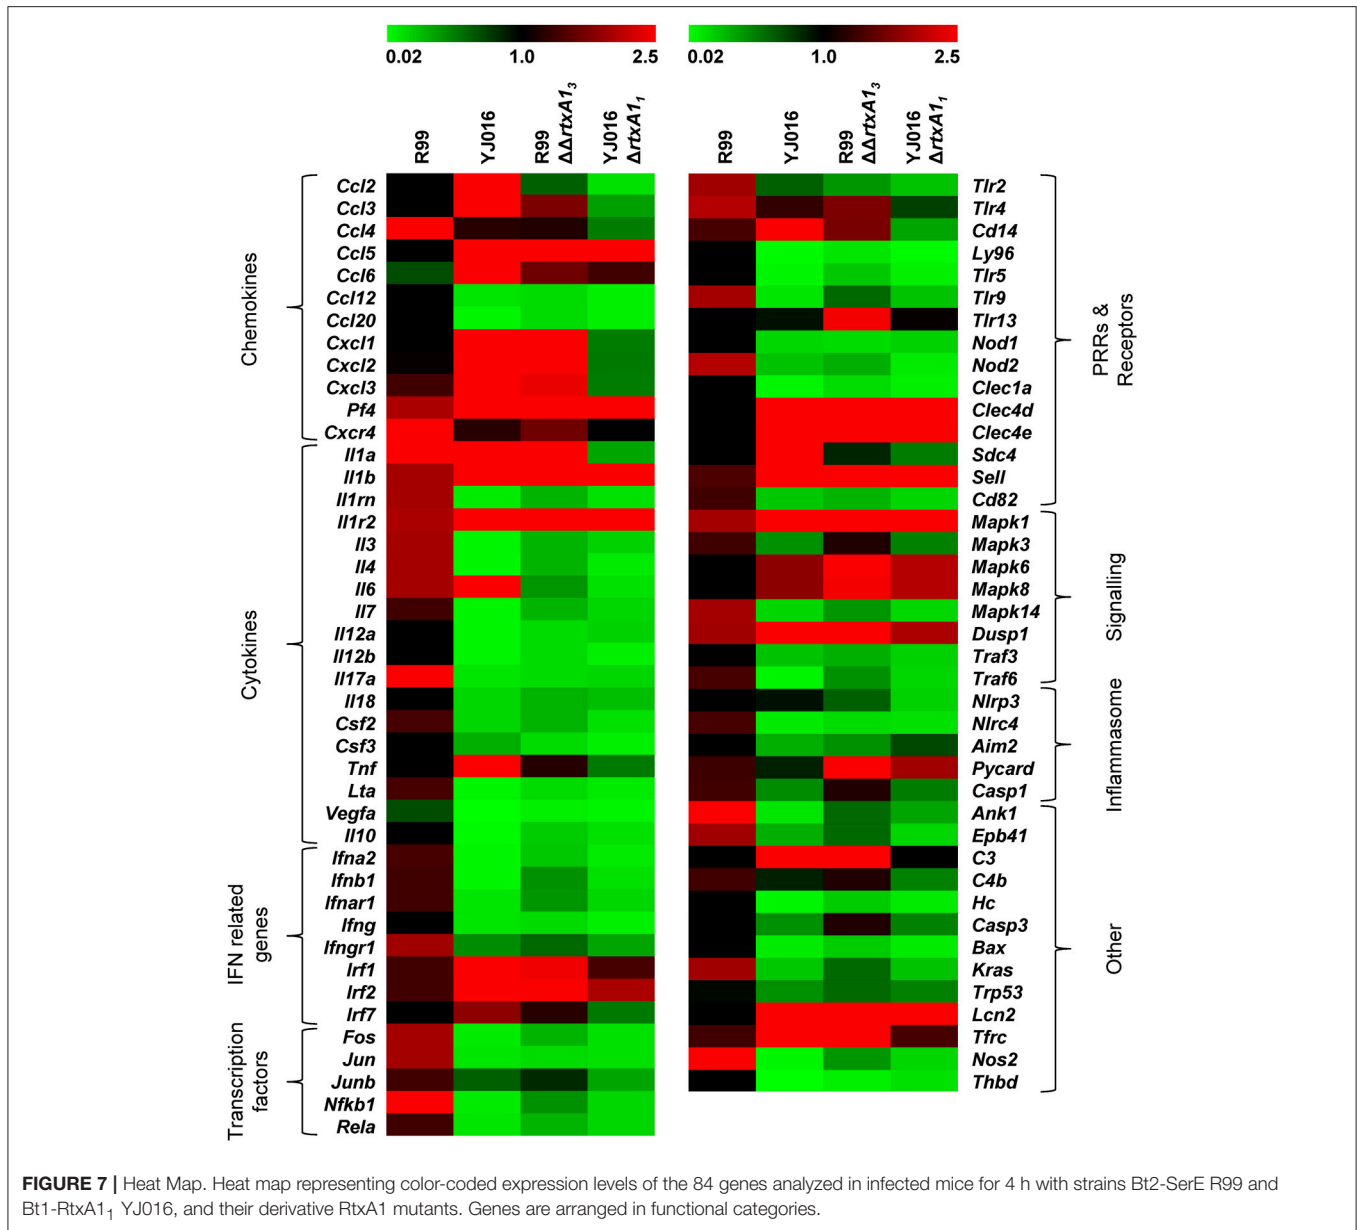 0.02 1.0 2.5
0.02 1.0 2.5
R99
YJ016
R99
ΔΔrtxA1₃
YJ016
ΔrtxA1₁
R99
YJ016
R99
ΔΔrtxA1₃
YJ016
ΔrtxA1₁
Chemokines
Ccl2
Ccl3
Ccl4
Ccl5
Ccl6
Ccl12
Ccl20
Cxcl1
Cxcl2
Cxcl3
Pf4
Cxcr4
Cytokines
Il1a
Il1b
Il1rn
Il1r2
Il3
Il4
Il6
Il7
Il12a
Il12b
Il17a
Il18
Csf2
Csf3
Tnf
Lta
Vegfa
Il10
IFN related
genes
Ifna2
Ifnb1
Ifnar1
Ifng
Ifngr1
Irf1
Irf2
Irf7
Transcription
factors
Fos
Jun
Junb
Nfkb1
Rela
Tlr2
Tlr4
Cd14
Ly96
Tlr5
Tlr9
Tlr13
Nod1
Nod2
Clec1a
Clec4d
Clec4e
Sdc4
Sell
Cd82
PRRs &
Receptors
Mapk1
Mapk3
Mapk6
Mapk8
Mapk14
Dusp1
Traf3
Traf6
Signalling
Nlrp3
Nlrc4
Aim2
Pycard
Casp1
Inflammasome
Ank1
Epb41
C3
C4b
Hc
Casp3
Bax
Kras
Trp53
Lcn2
Tfrc
Nos2
Thbd
Other
FIGURE 7 | Heat Map. Heat map representing color-coded expression levels of the 84 genes analyzed in infected mice for 4 h with strains Bt2-SerE R99 and
Bt1-RtxA1₁ YJ016, and their derivative RtxA1 mutants. Genes are arranged in functional categories.